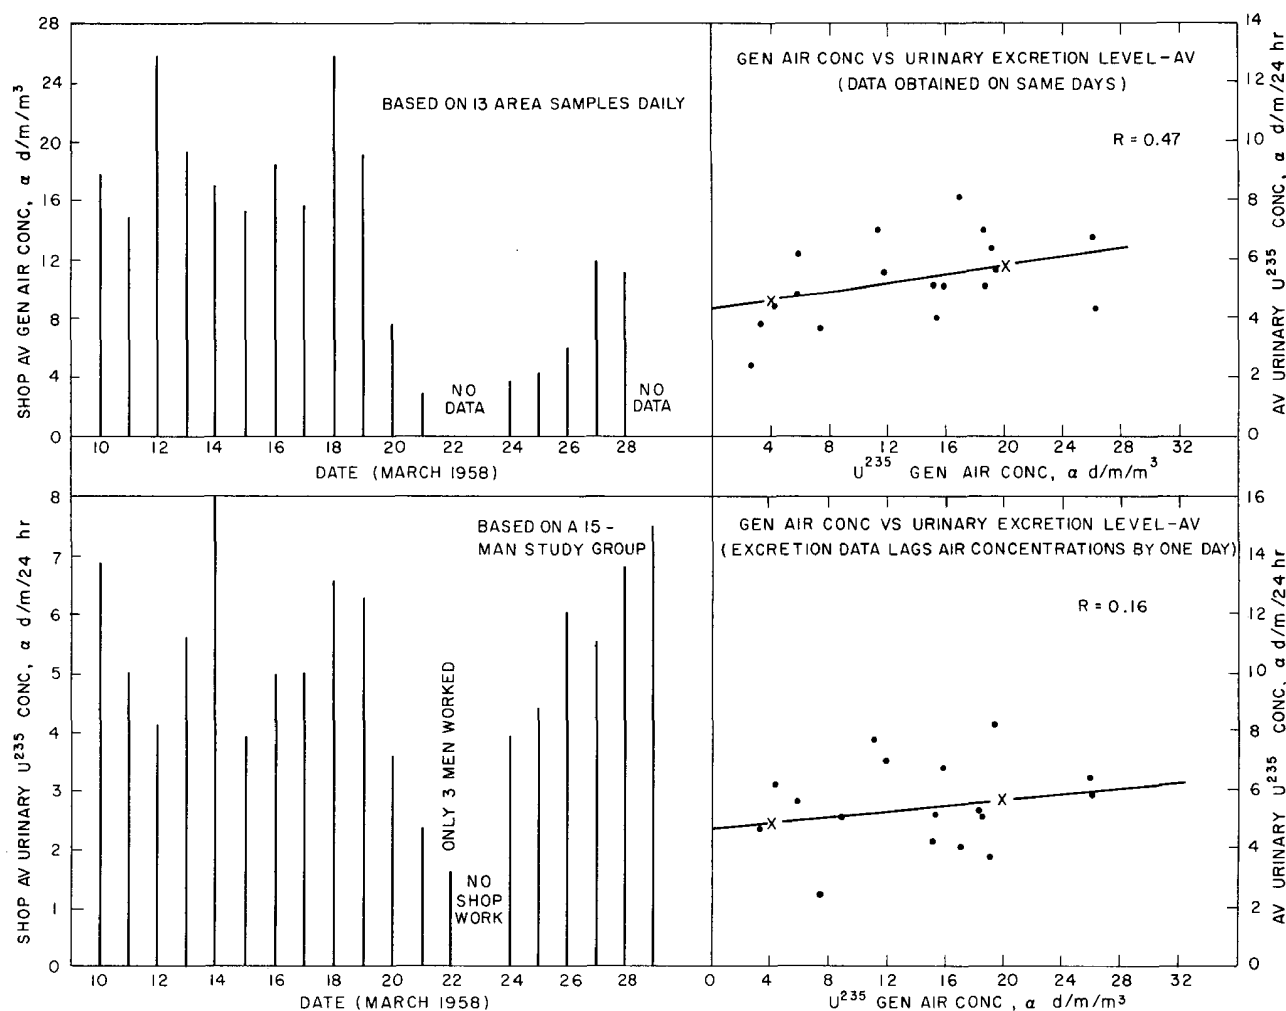 SHOP AV GEN AIR CONC, α d/m/m³
28
24
20
16
12
8
4
0
BASED ON 13 AREA SAMPLES DAILY
NO DATA
NO DATA
10 12 14 16 18 20 22 24 26 28
DATE (MARCH 1958)
GEN AIR CONC VS URINARY EXCRETION LEVEL-AV
(DATA OBTAINED ON SAME DAYS)
R = 0.47
14
12
10
8
6
4
2
0
AV URINARY U²³⁵ CONC, α d/m/24 hr
4 8 12 16 20 24 28 32
U²³⁵ GEN AIR CONC, α d/m/m³
SHOP AV URINARY U²³⁵ CONC, α d/m/24 hr
8
7
6
5
4
3
2
1
0
BASED ON A 15-
MAN STUDY GROUP
ONLY 3 MEN WORKED
NO
SHOP
WORK
10 12 14 16 18 20 22 24 26 28
DATE (MARCH 1958)
GEN AIR CONC VS URINARY EXCRETION LEVEL-AV
(EXCRETION DATA LAGS AIR CONCENTRATIONS BY ONE DAY)
R = 0.16
16
14
12
10
8
6
4
2
0
AV URINARY U²³⁵ CONC, α d/m/24 hr
0 4 8 12 16 20 24 28 32
U²³⁵ GEN AIR CONC, α d/m/m³